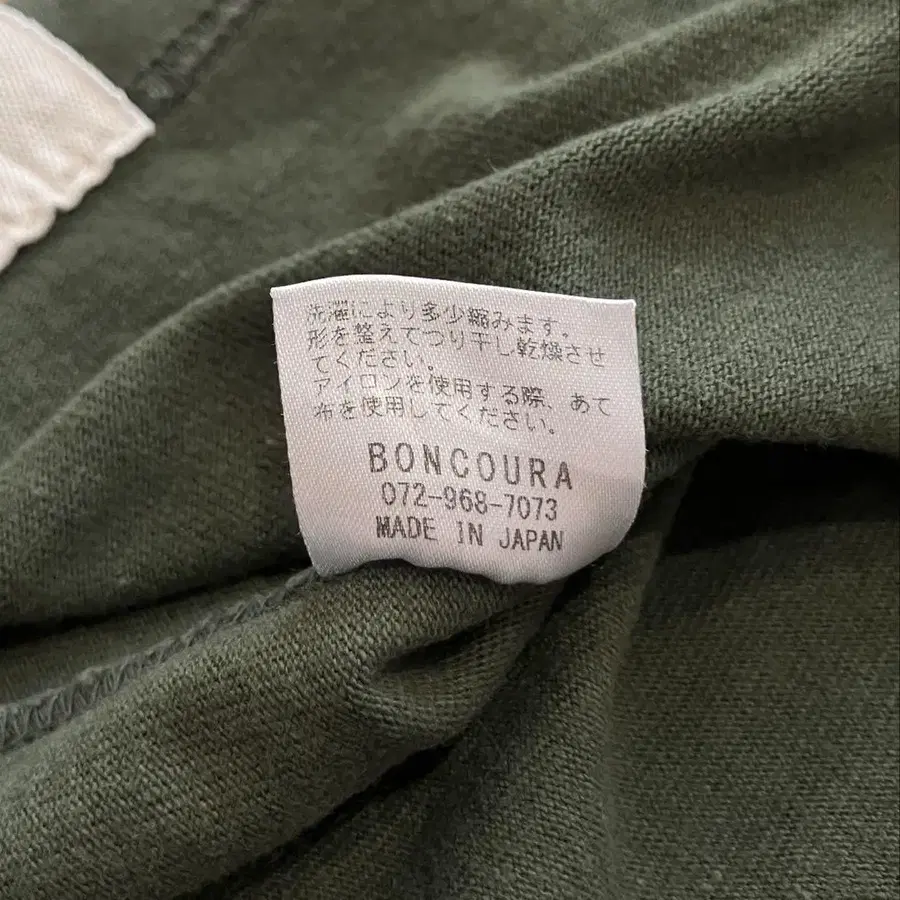 洗濯により多少縮みます。
形を整えてつり干し乾燥させ
てください。
アイロンを使用する際、あて
布を使用してください。
BONCOURA
072-968-7073
MADE IN JAPAN